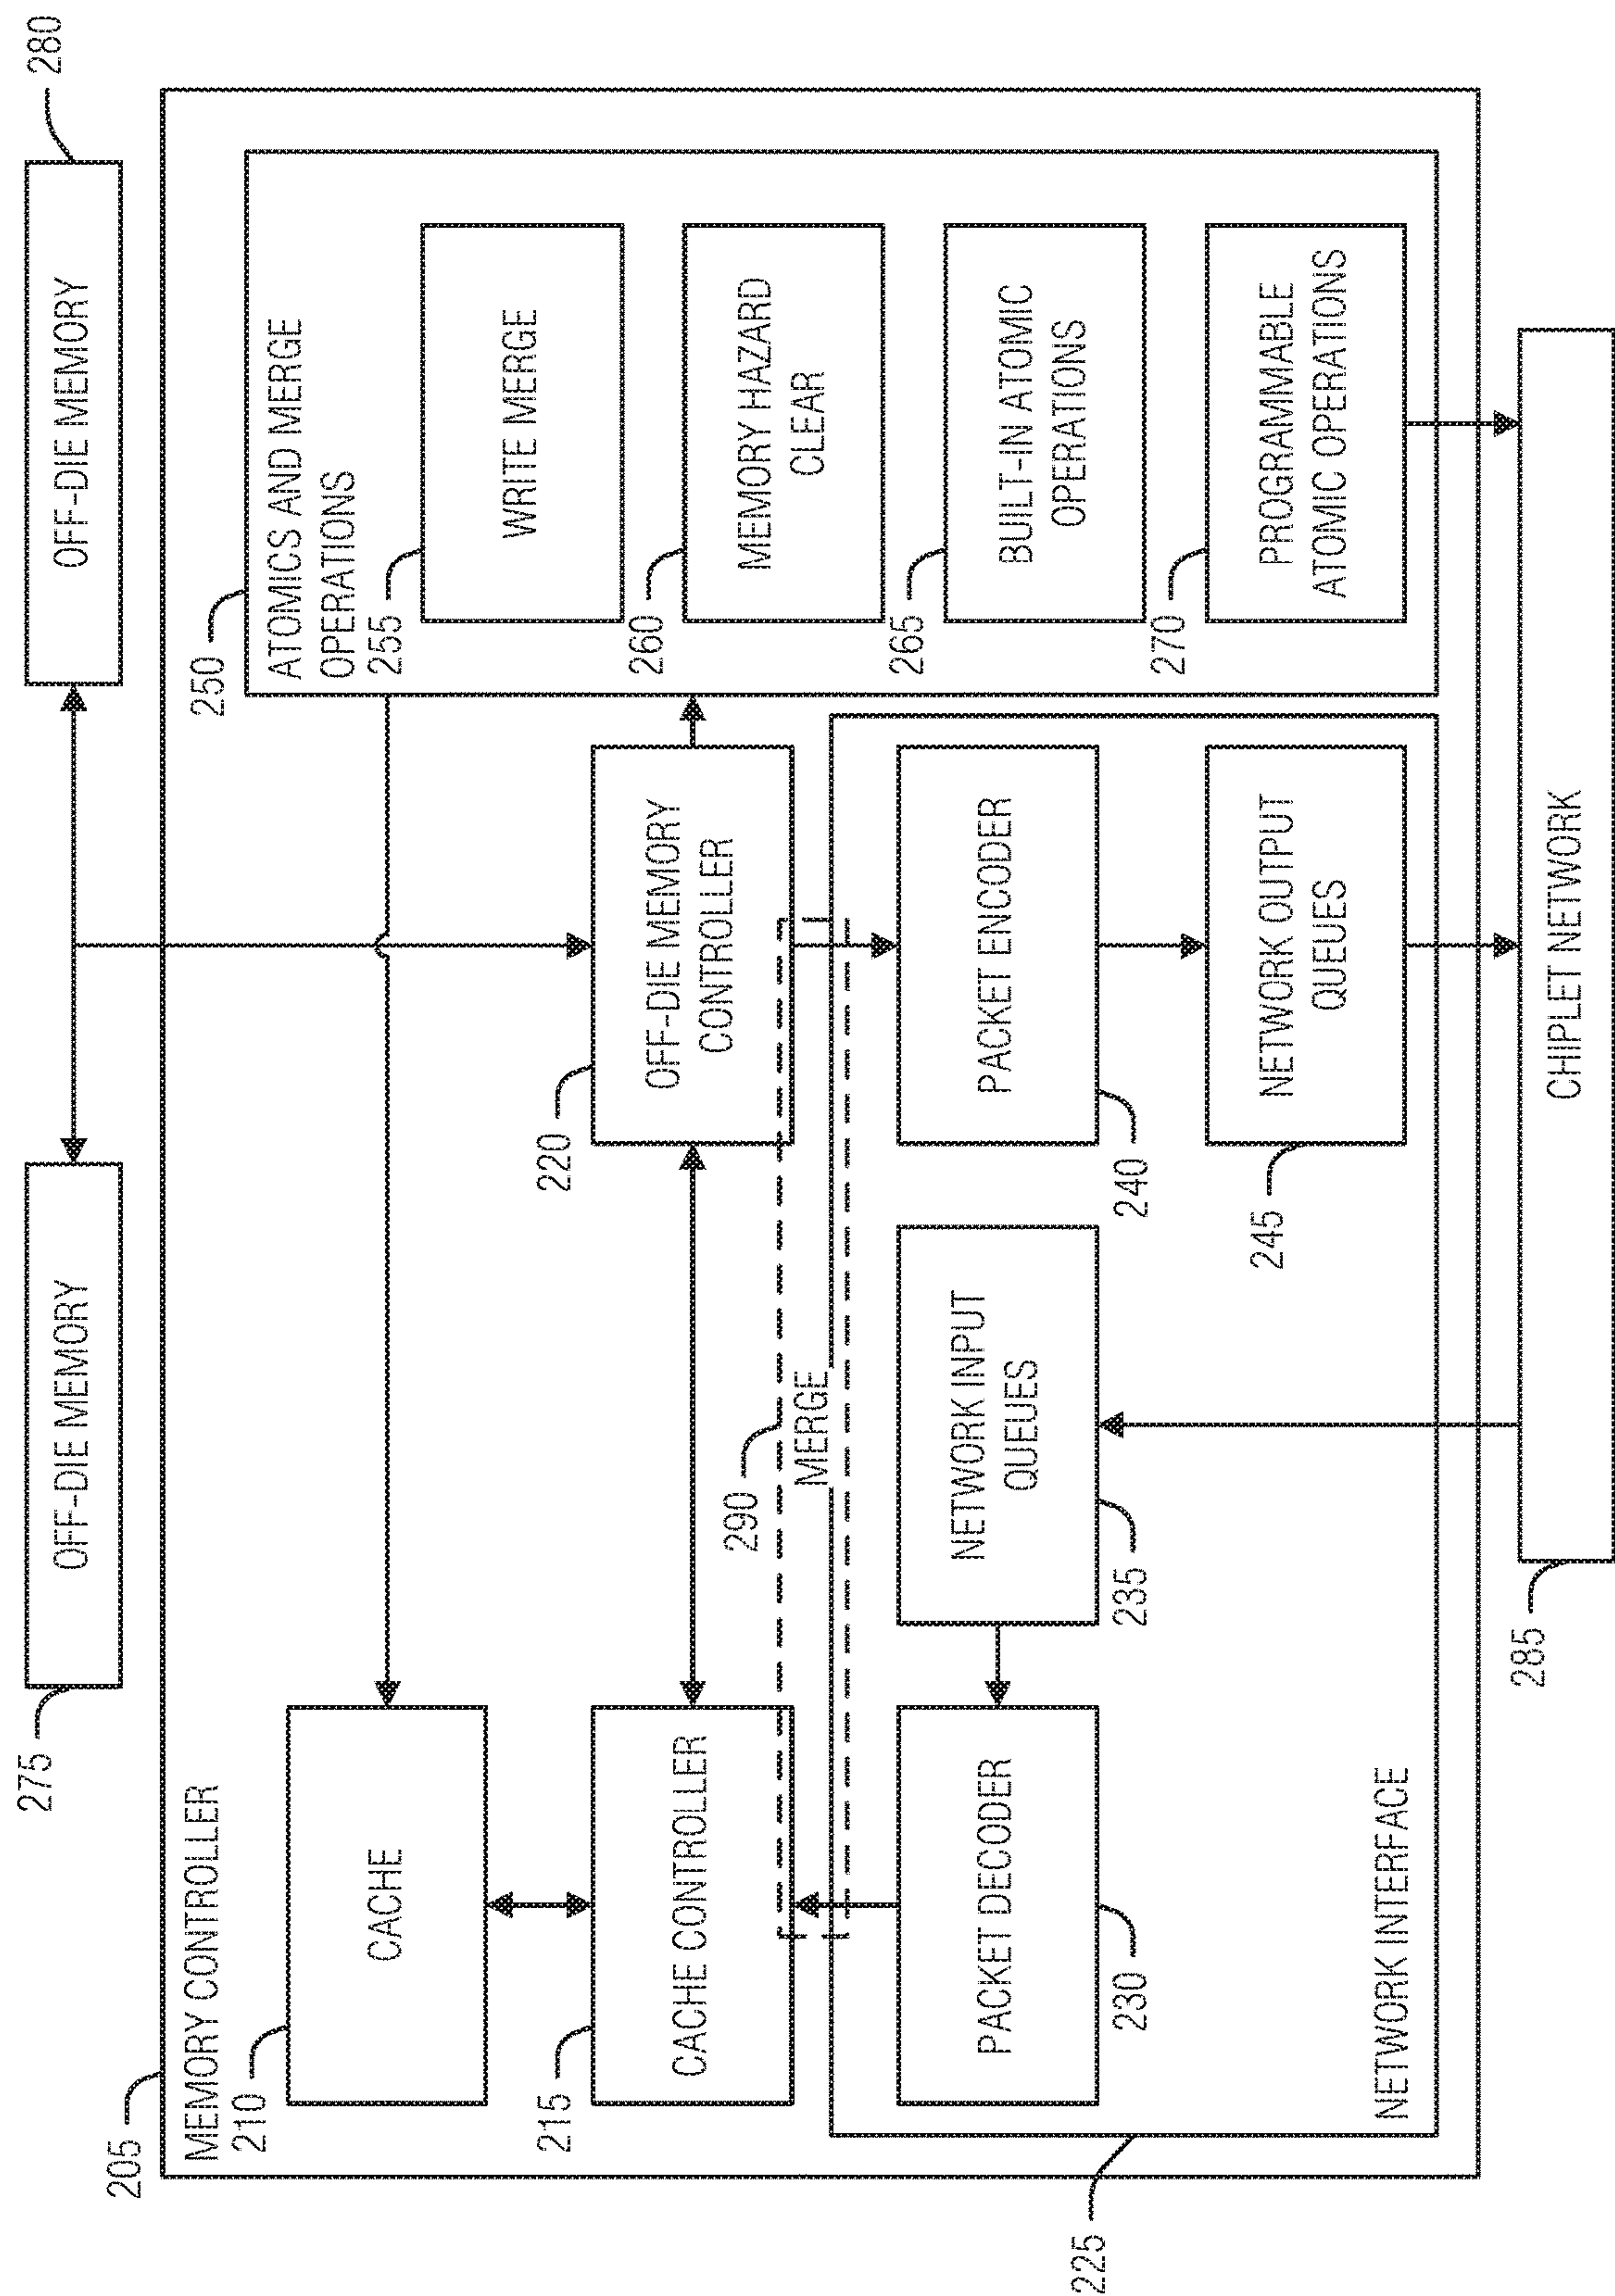 275
OFF-DIE MEMORY
OFF-DIE MEMORY
280
205
MEMORY CONTROLLER
210
CACHE
250
ATOMICS AND MERGE
OPERATIONS
255
WRITE MERGE
215
CACHE CONTROLLER
220
OFF-DIE MEMORY
CONTROLLER
260
MEMORY HAZARD
CLEAR
290
MERGE
PACKET DECODER
230
NETWORK INPUT
QUEUES
235
PACKET ENCODER
240
265
BUILT-IN ATOMIC
OPERATIONS
245
NETWORK OUTPUT
QUEUES
270
PROGRAMMABLE
ATOMIC OPERATIONS
225
NETWORK INTERFACE
285
CHIPLET NETWORK